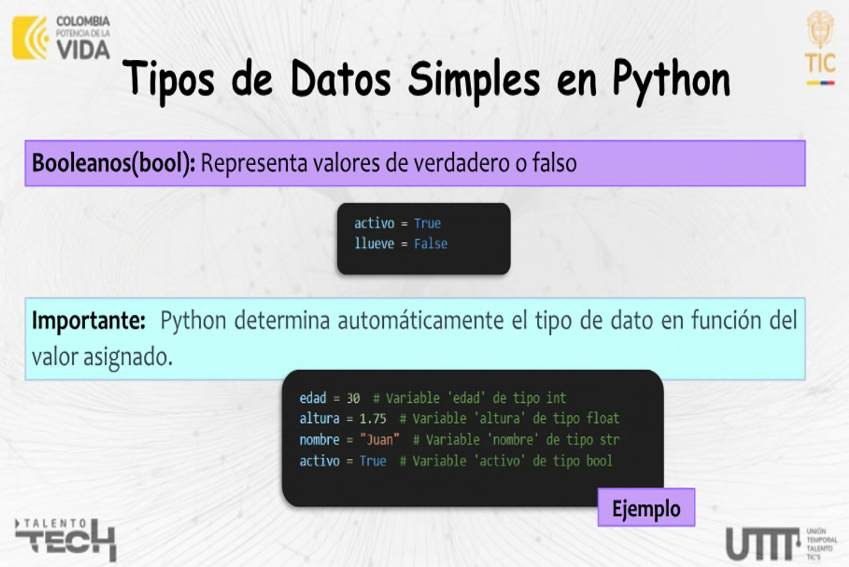 COLOMBIA
POTENCIA DE LA
VIDA
TIC
Tipos de Datos Simples en Python
Booleanos(bool): Representa valores de verdadero o falso
activo = True
llueve = False
Importante: Python determina automáticamente el tipo de dato en función del
valor asignado.
edad = 30 # Variable 'edad' de tipo int
altura = 1.75 # Variable 'altura' de tipo float
nombre = "Juan" # Variable 'nombre' de tipo str
activo = True # Variable 'activo' de tipo bool
Ejemplo
TALENTO
TECH
UTTT
UNIÓN
TEMPORAL
TALENTO
TIC'S